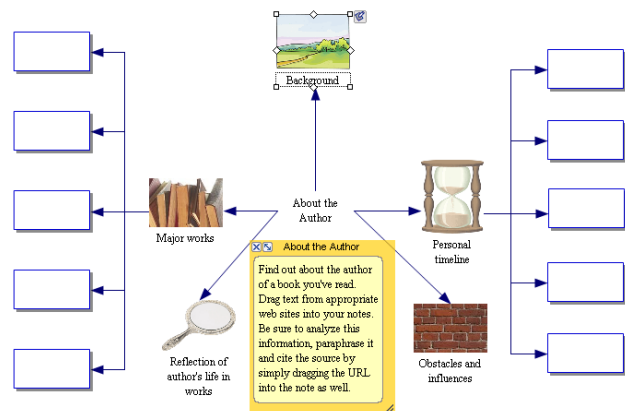 Background
About the
Author
Major works
Personal
timeline
About the Author
Find out about the author
of a book you've read.
Drag text from appropriate
web sites into your notes.
Be sure to analyze this
information, paraphrase it
and cite the source by
simply dragging the URL
into the note as well.
Reflection of
author's life in
works
Obstacles and
influences